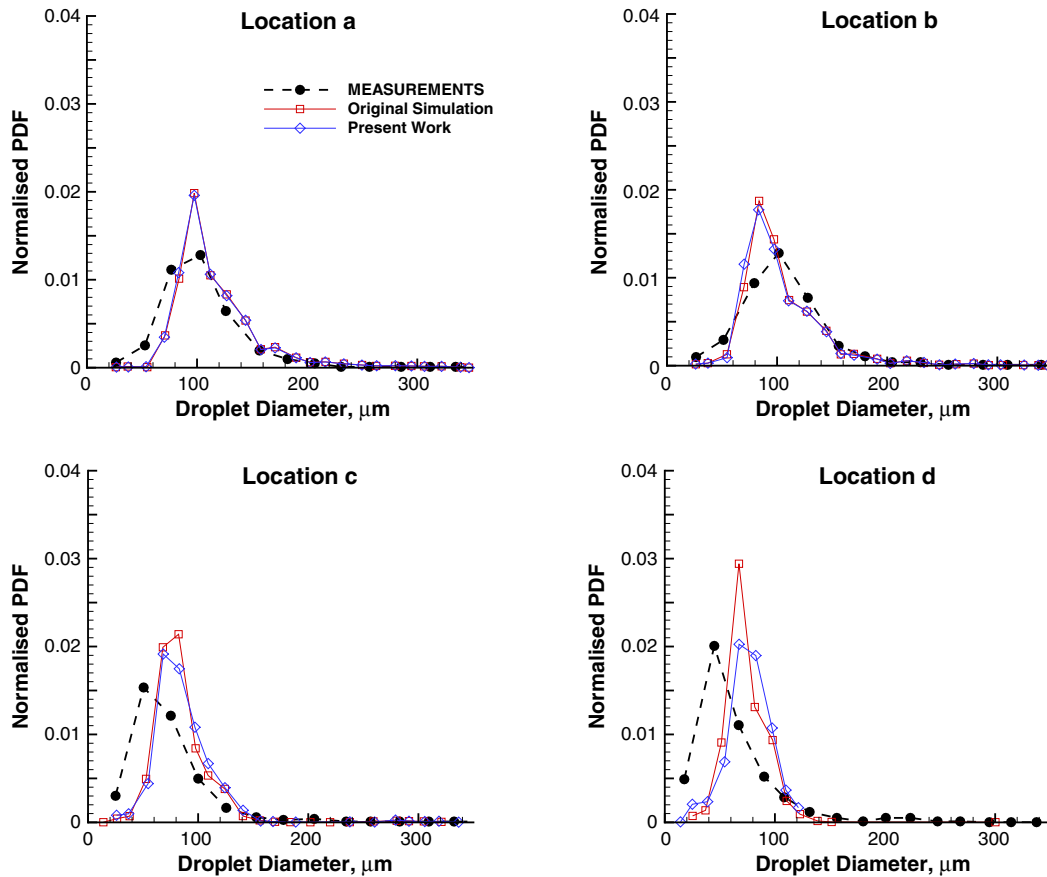 Location a
Normalised PDF
0.04
0.03
0.02
0.01
0
0
100
200
300
Droplet Diameter, μm
MEASUREMENTS
Original Simulation
Present Work
Location b
Normalised PDF
0.04
0.03
0.02
0.01
0
0
100
200
300
Droplet Diameter, μm
Location c
Normalised PDF
0.04
0.03
0.02
0.01
0
0
100
200
300
Droplet Diameter, μm
Location d
Normalised PDF
0.04
0.03
0.02
0.01
0
0
100
200
300
Droplet Diameter, μm